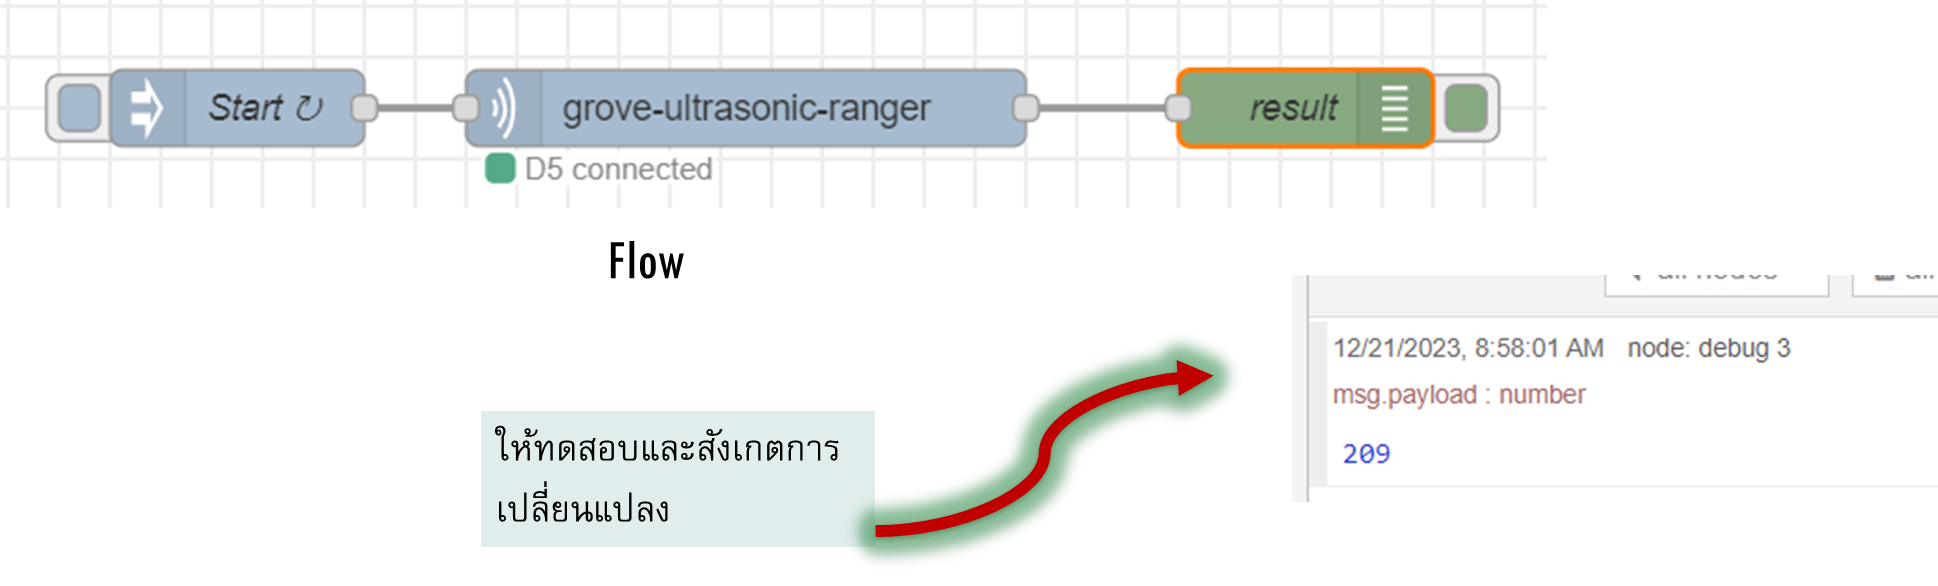 Start ↻
grove-ultrasonic-ranger
result
D5 connected
Flow
12/21/2023, 8:58:01 AM node: debug 3
msg.payload : number
209
ให้ทดสอบและสังเกตการ
เปลี่ยนแปลง